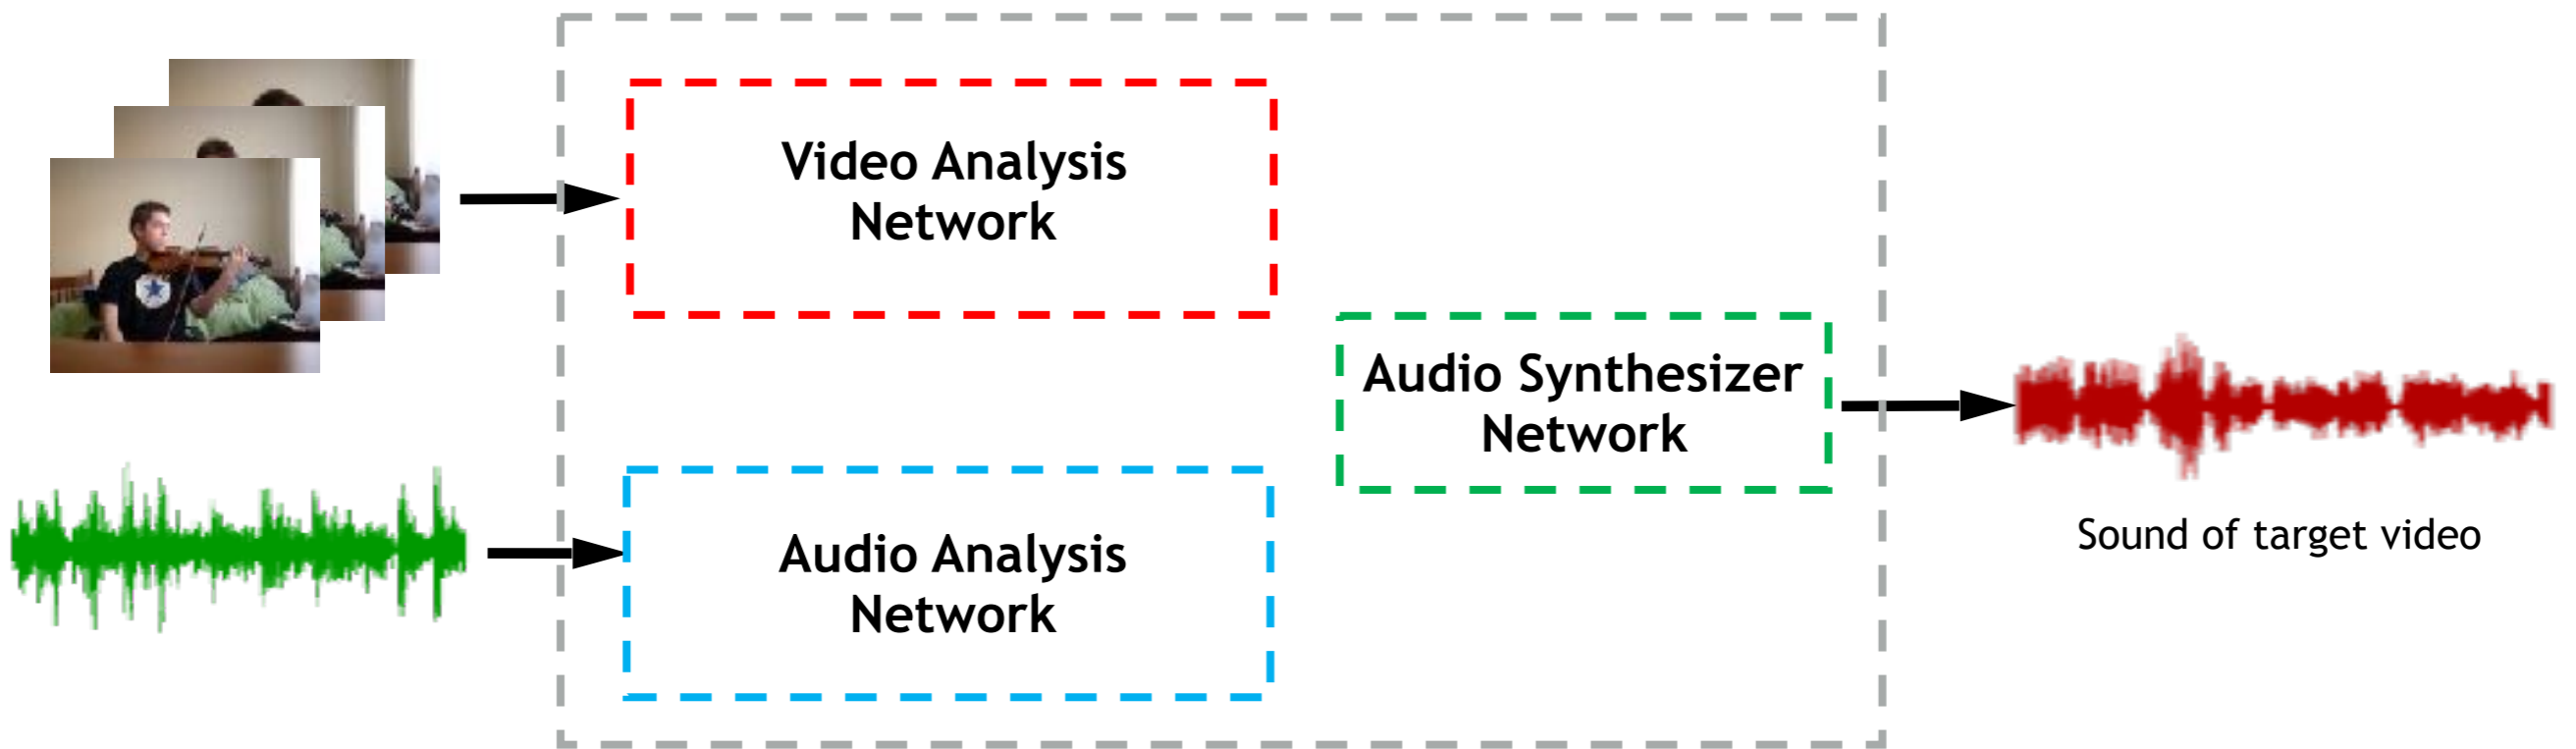 Video Analysis
Network
Audio Synthesizer
Network
Audio Analysis
Network
Sound of target video